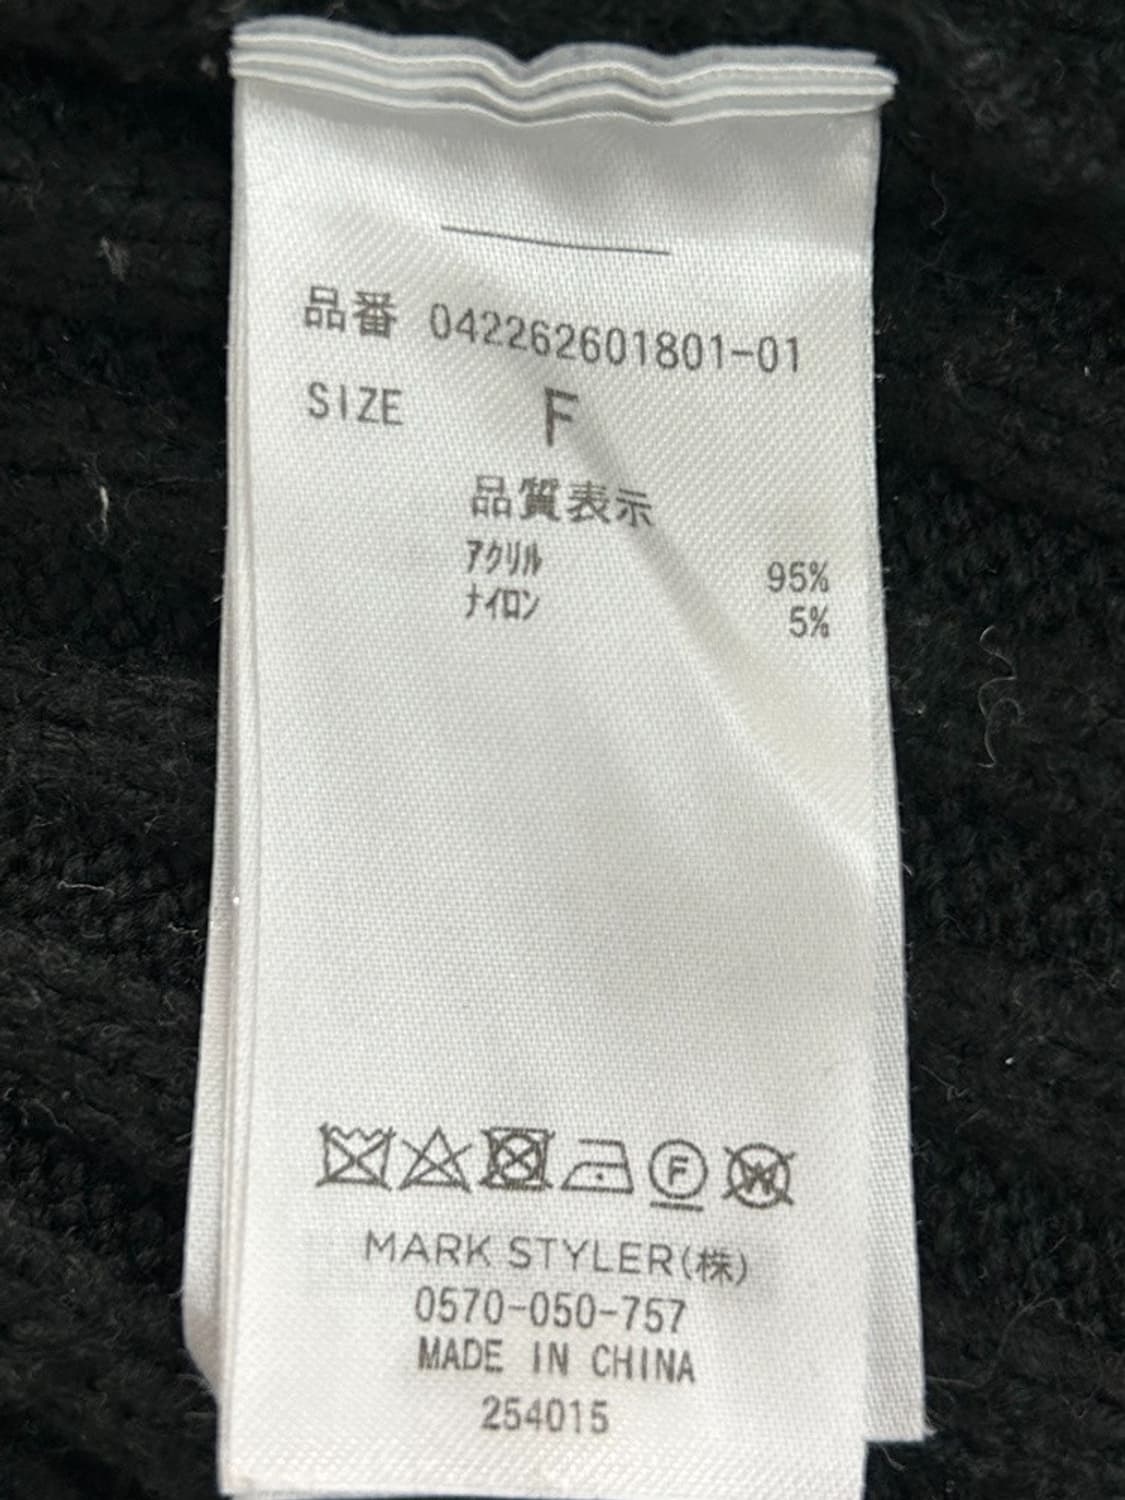 品番 042262601801-01
SIZE F
品質表示
ｱｸﾘﾙ 95%
ﾅｲﾛﾝ 5%
F W
MARK STYLER(株)
0570-050-757
MADE IN CHINA
254015